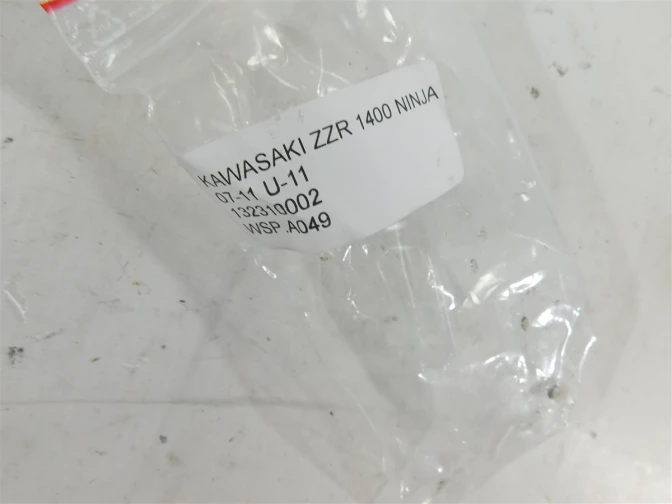 KAWASAKI ZZR 1400 NINJA
07-11 U-11
132310002
WSP.A049